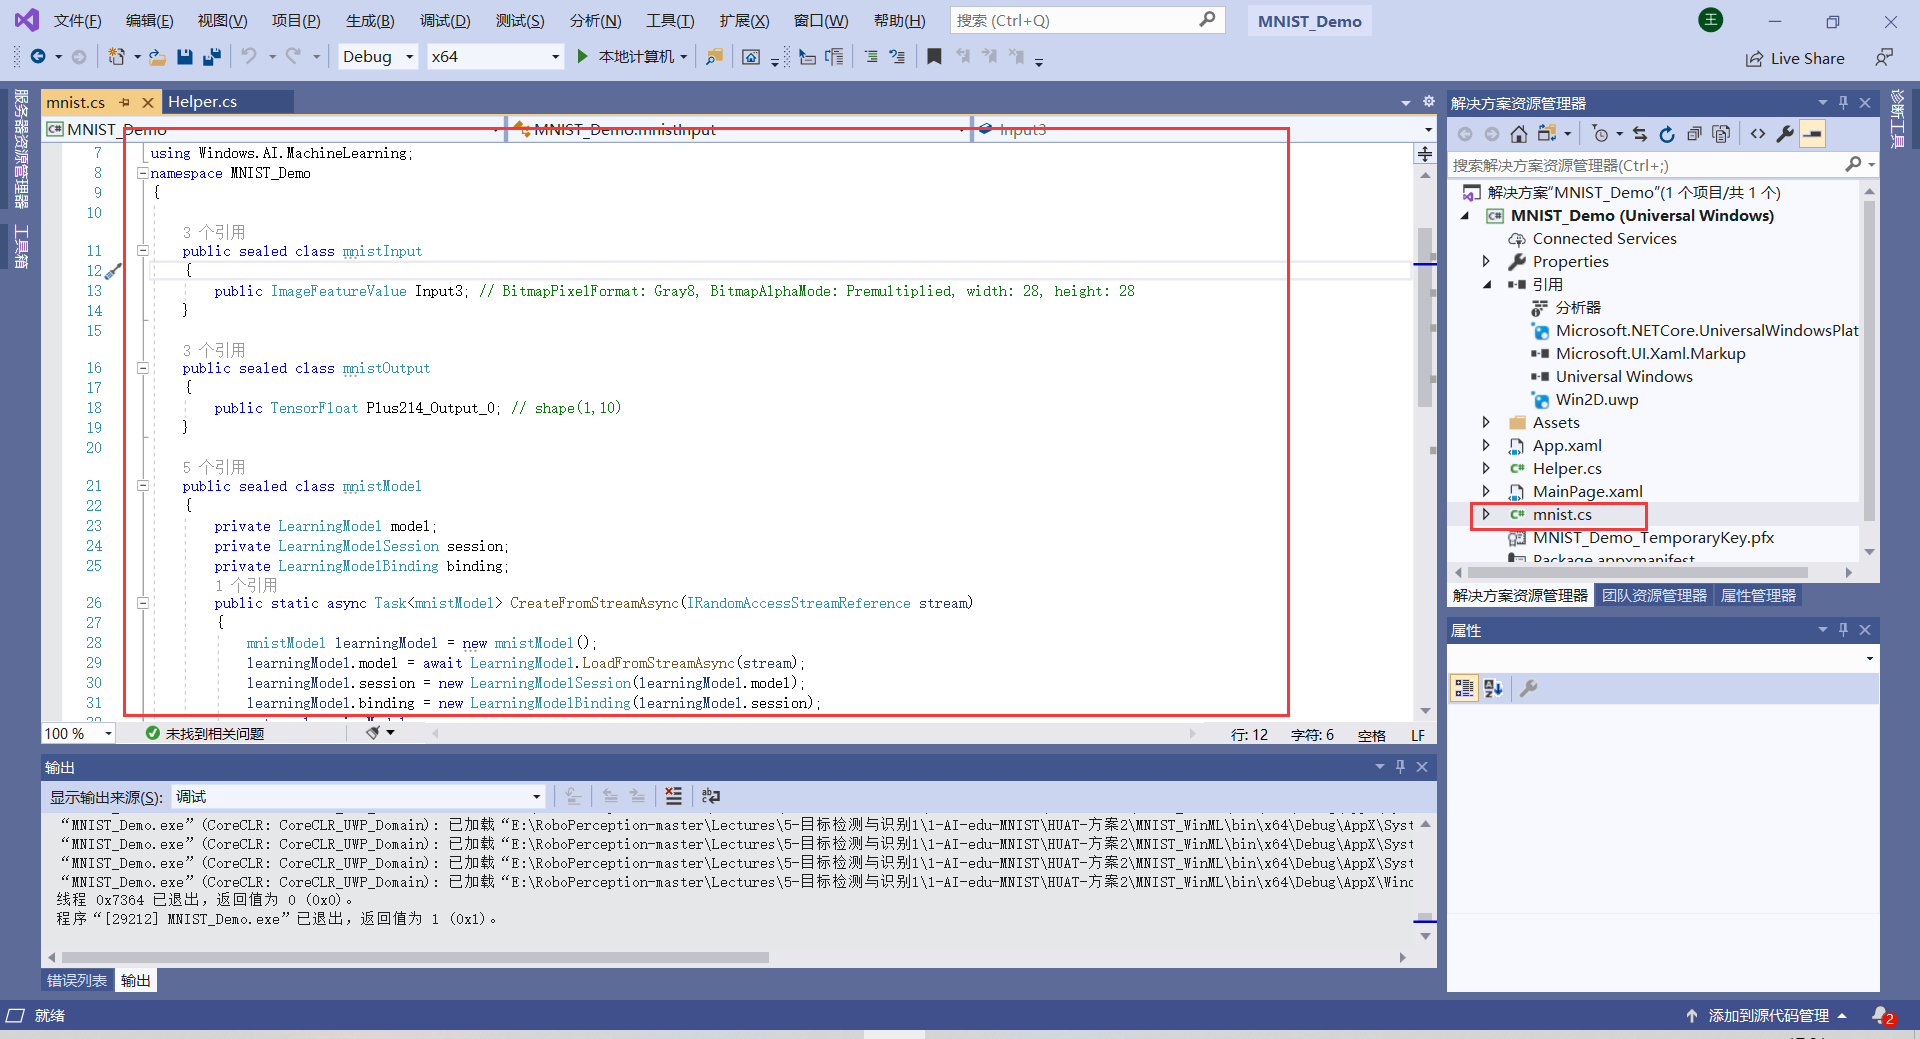 文件(F) 编辑(E) 视图(V) 项目(P) 生成(B) 调试(D) 测试(S) 分析(N) 工具(T) 扩展(X) 窗口(W) 帮助(H) 搜索 (Ctrl+Q) MNIST_Demo 王
Debug x64 本地计算机 Live Share
服务器资源管理器
工具箱
mnist.cs Helper.cs
MNIST_Demo MNIST_Demo.mnistInput Input3
7 using Windows.AI.MachineLearning;
8 namespace MNIST_Demo
9 {
10
3 个引用
11 public sealed class mnistInput
12 {
13 public ImageFeatureValue Input3; // BitmapPixelFormat: Gray8, BitmapAlphaMode: Premultiplied, width: 28, height: 28
14 }
15
3 个引用
16 public sealed class mnistOutput
17 {
18 public TensorFloat Plus214_Output_0; // shape(1,10)
19 }
20
5 个引用
21 public sealed class mnistModel
22 {
23 private LearningModel model;
24 private LearningModelSession session;
25 private LearningModelBinding binding;
1 个引用
26 public static async Task<mnistModel> CreateFromStreamAsync(IRandomAccessStreamReference stream)
27 {
28 mnistModel learningModel = new mnistModel();
29 learningModel.model = await LearningModel.LoadFromStreamAsync(stream);
30 learningModel.session = new LearningModelSession(learningModel.model);
31 learningModel.binding = new LearningModelBinding(learningModel.session);
100 % 未找到相关问题 行: 12 字符: 6 空格 LF
输出
显示输出来源(S): 调试
“MNIST_Demo.exe”(CoreCLR: CoreCLR_UWP_Domain): 已加载“E:\RoboPerception-master\Lectures\5-目标检测与识别1\1-AI-edu-MNIST\HUAT-方案2\MNIST_WinML\bin\x64\Debug\AppX\Syst
“MNIST_Demo.exe”(CoreCLR: CoreCLR_UWP_Domain): 已加载“E:\RoboPerception-master\Lectures\5-目标检测与识别1\1-AI-edu-MNIST\HUAT-方案2\MNIST_WinML\bin\x64\Debug\AppX\Syst
“MNIST_Demo.exe”(CoreCLR: CoreCLR_UWP_Domain): 已加载“E:\RoboPerception-master\Lectures\5-目标检测与识别1\1-AI-edu-MNIST\HUAT-方案2\MNIST_WinML\bin\x64\Debug\AppX\Syst
“MNIST_Demo.exe”(CoreCLR: CoreCLR_UWP_Domain): 已加载“E:\RoboPerception-master\Lectures\5-目标检测与识别1\1-AI-edu-MNIST\HUAT-方案2\MNIST_WinML\bin\x64\Debug\AppX\Winc
线程 0x7364 已退出，返回值为 0 (0x0)。
程序“[29212] MNIST_Demo.exe”已退出，返回值为 1 (0x1)。
错误列表 输出
解决方案资源管理器
搜索解决方案资源管理器(Ctrl+;)
解决方案“MNIST_Demo”(1 个项目/共 1 个)
MNIST_Demo (Universal Windows)
Connected Services
Properties
引用
分析器
Microsoft.NETCore.UniversalWindowsPlat
Microsoft.UI.Xaml.Markup
Universal Windows
Win2D.uwp
Assets
App.xaml
Helper.cs
MainPage.xaml
mnist.cs
MNIST_Demo_TemporaryKey.pfx
Package.appxmanifest
解决方案资源管理器 团队资源管理器 属性管理器
属性
诊断工具
就绪 添加到源代码管理 2